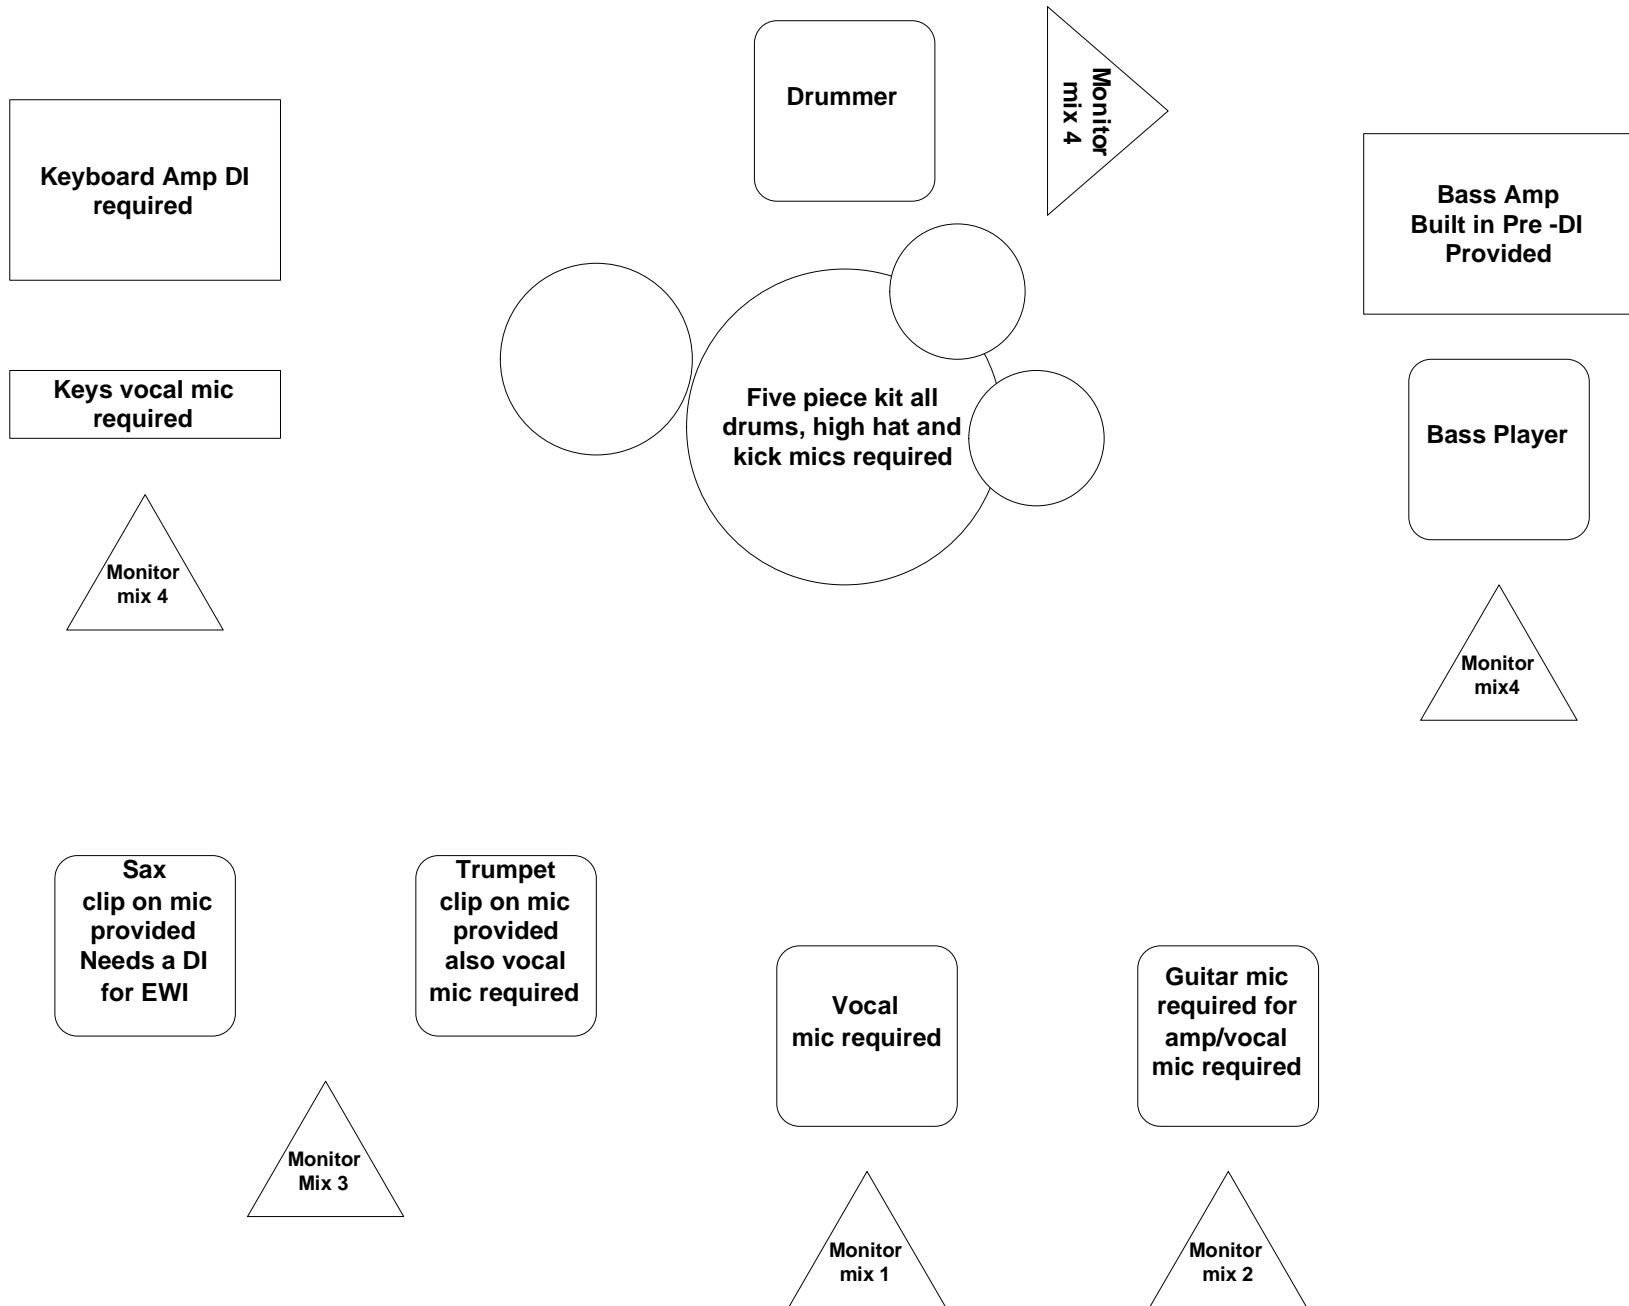 Drummer
Monitor
mix 4
Keyboard Amp DI
required
Bass Amp
Built in Pre -DI
Provided
Keys vocal mic
required
Five piece kit all
drums, high hat and
kick mics required
Bass Player
Monitor
mix 4
Monitor
mix4
Sax
clip on mic
provided
Needs a DI
for EWI
Trumpet
clip on mic
provided
also vocal
mic required
Vocal
mic required
Guitar mic
required for
amp/vocal
mic required
Monitor
Mix 3
Monitor
mix 1
Monitor
mix 2